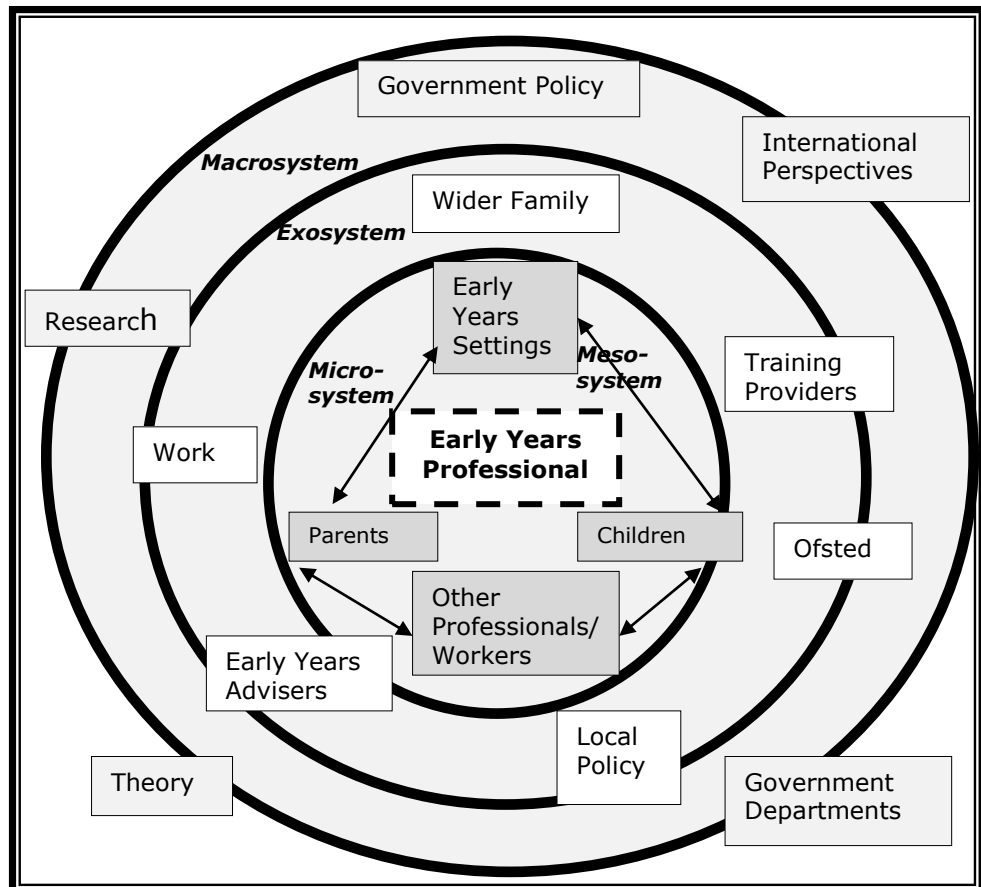 Government Policy
International
Perspectives
Macrosystem
Wider Family
Exosystem
Early
Years
Settings
Research
Meso-
system
Training
Providers
Micro-
system
Early Years
Professional
Work
Parents
Children
Ofsted
Other
Professionals/
Workers
Early Years
Advisers
Local
Policy
Theory
Government
Departments